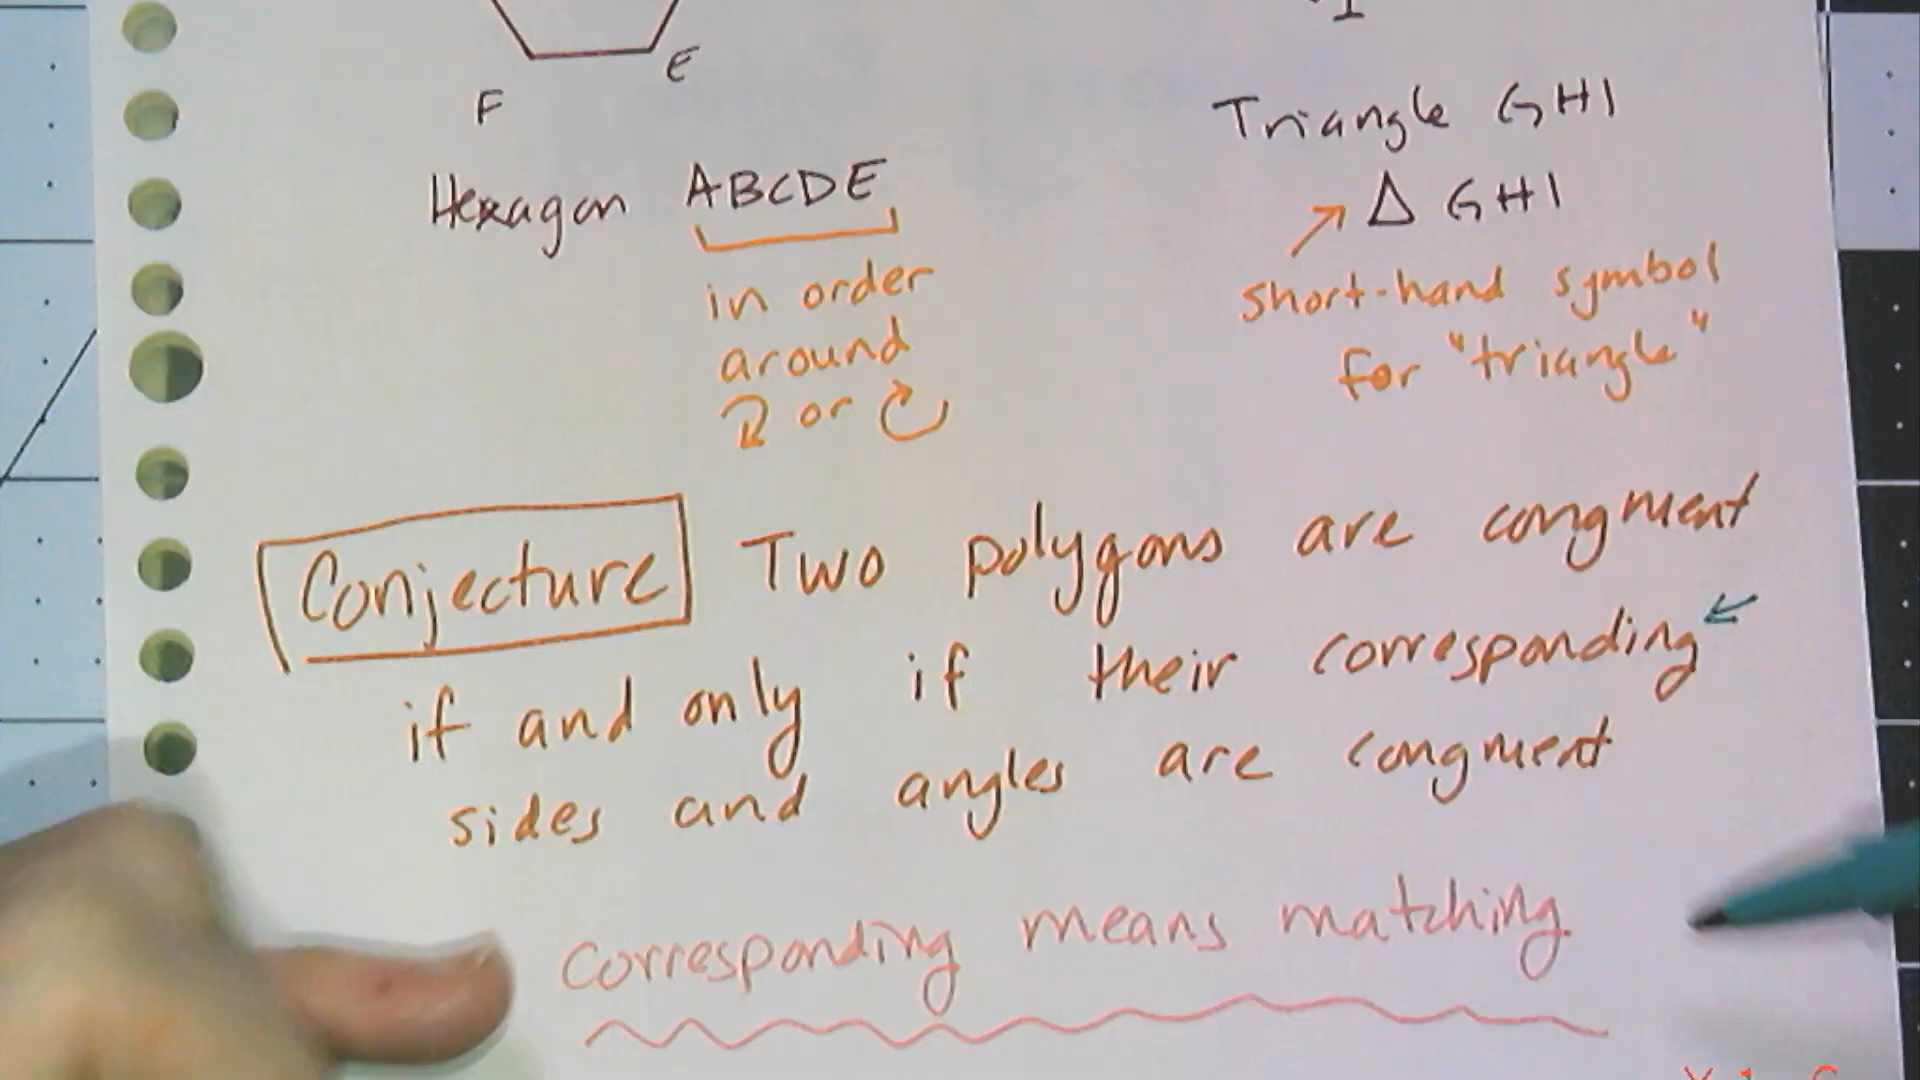 I
E
F
Triangle GHI
Hexagon ABCDE
Δ GHI
in order
around
or
short-hand symbol
for "triangle"
Conjecture Two polygons are congruent
if and only if their corresponding
sides and angles are congruent
corresponding means matching